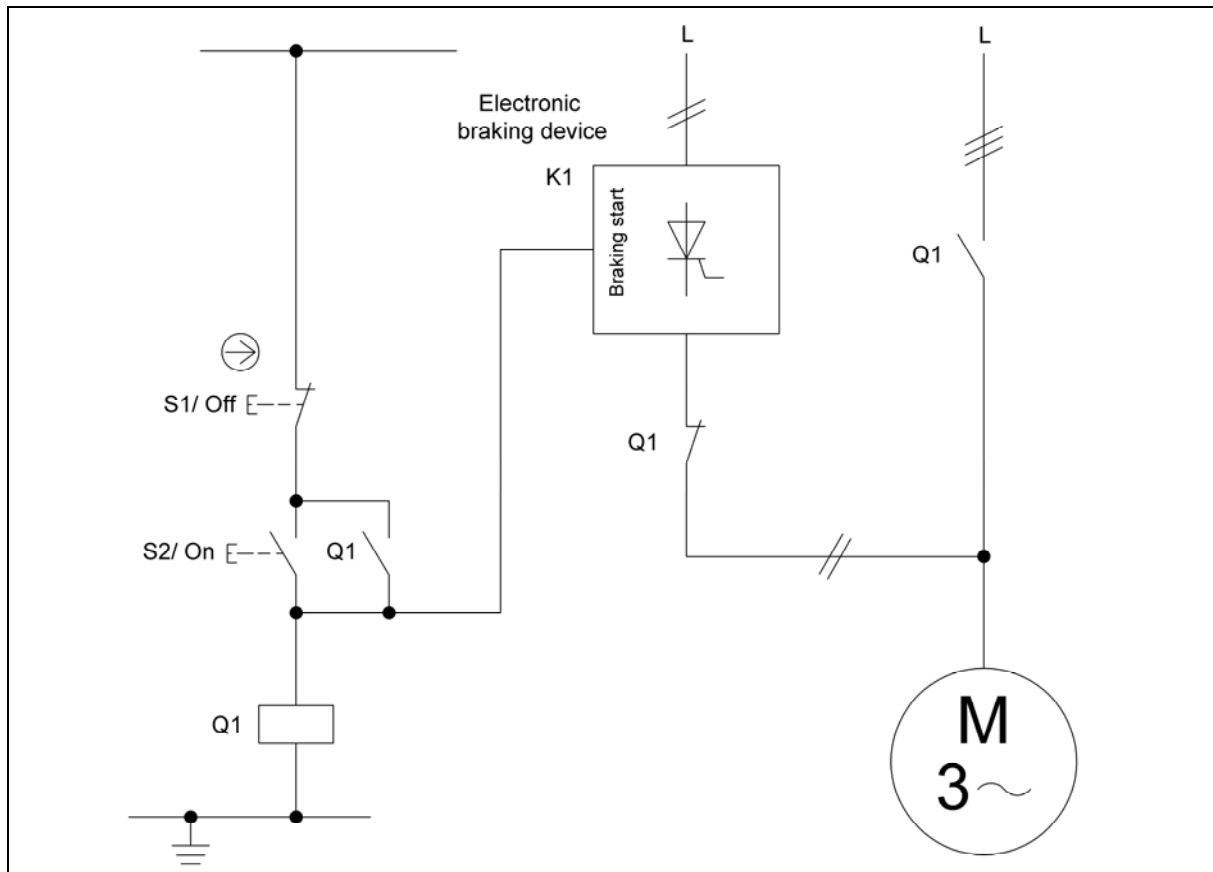 L
L
Electronic
braking device
K1
Braking start
Q1
S1/ Off
Q1
S2/ On
Q1
Q1
M
3~